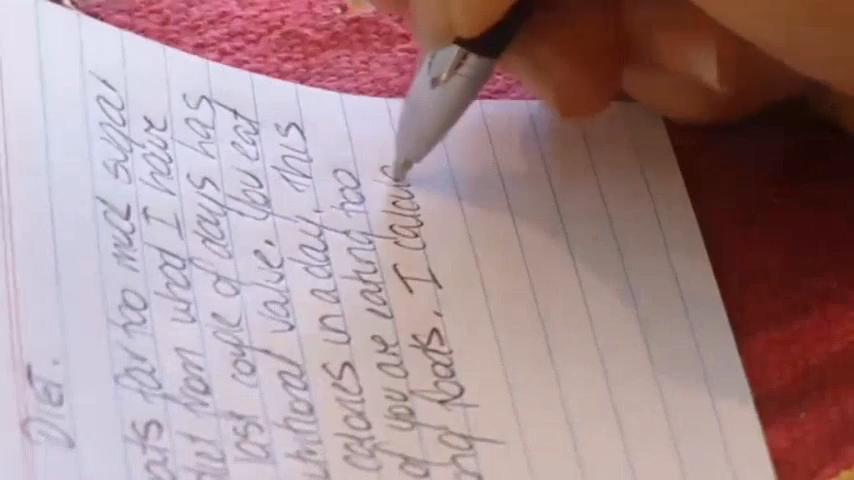 DIET.
eats far too much sugar
diet from what I have
last couple of days has
nutritional value. You eat
calories in a day, this
of you are eating too
ng foods. I calcula